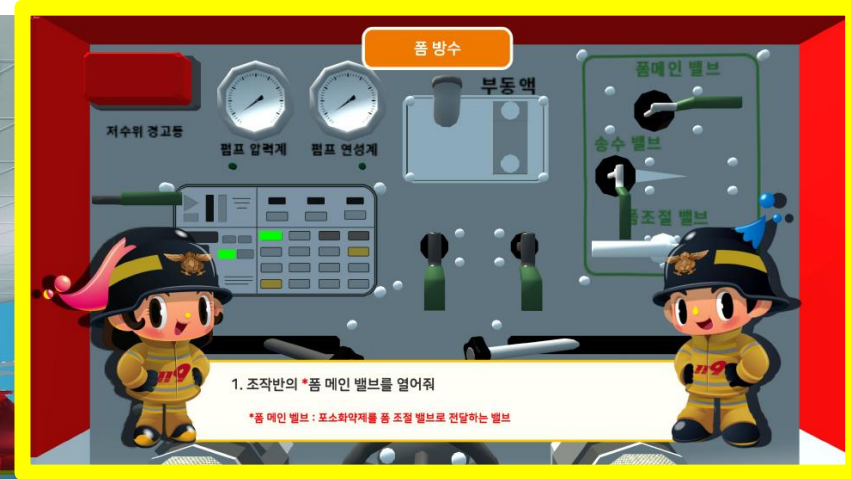 폼 방수
부동액
폼메인 밸브
저수위 경고등
펌프 압력계
펌프 연성계
송수 밸브
폼조절 밸브
1. 조작반의 *폼 메인 밸브를 열어줘
*폼 메인 벨브 : 포소화약제를 폼 조절 밸브로 전달하는 밸브
119
119